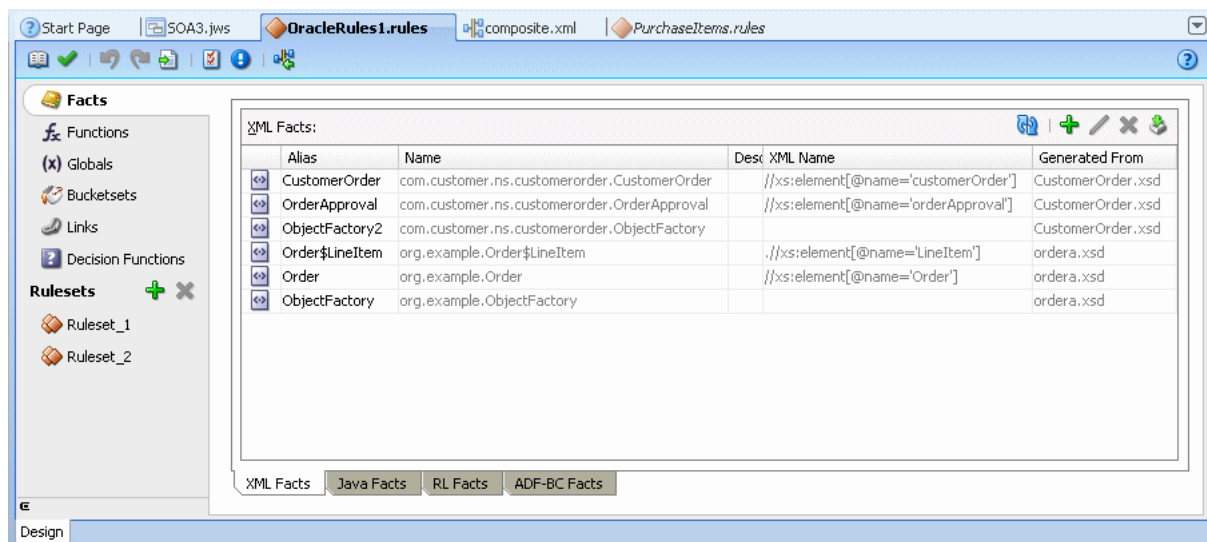 Start Page SOA3.jws OracleRules1.rules composite.xml PurchaseItems.rules
Facts
Functions
Globals
Bucketsets
Links
Decision Functions
Rulesets
Ruleset_1
Ruleset_2
XML Facts:
Alias Name Desc XML Name Generated From
CustomerOrder com.customer.ns.customerorder.CustomerOrder //xs:element[@name='customerOrder'] CustomerOrder.xsd
OrderApproval com.customer.ns.customerorder.OrderApproval //xs:element[@name='orderApproval'] CustomerOrder.xsd
ObjectFactory2 com.customer.ns.customerorder.ObjectFactory CustomerOrder.xsd
Order$LineItem org.example.Order$LineItem .//xs:element[@name='LineItem'] ordera.xsd
Order org.example.Order //xs:element[@name='Order'] ordera.xsd
ObjectFactory org.example.ObjectFactory ordera.xsd
XML Facts Java Facts RL Facts ADF-BC Facts
Design